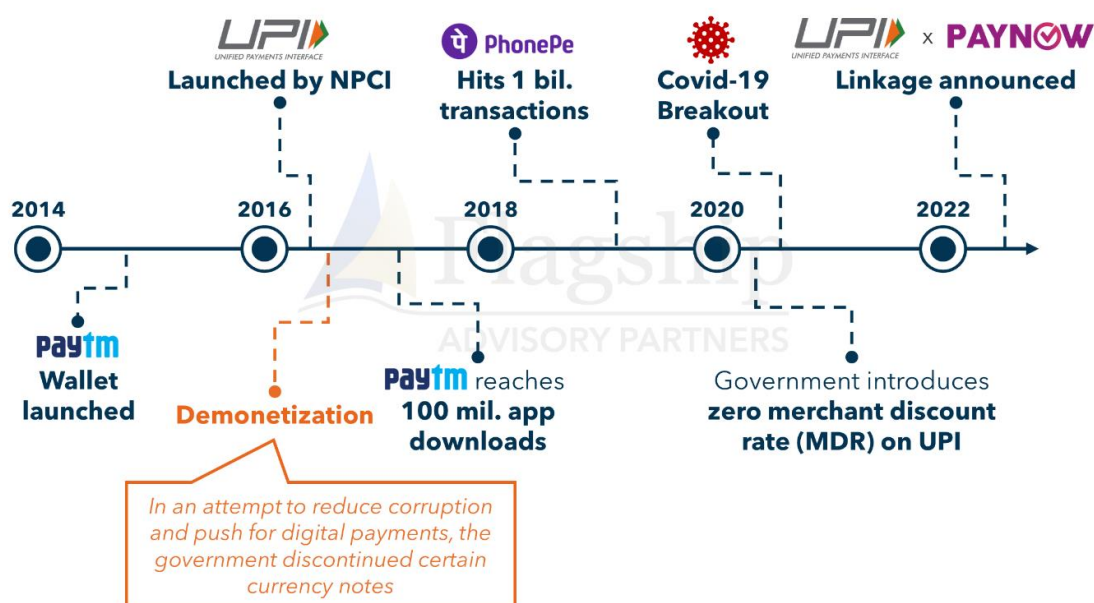 UPI
UNIFIED PAYMENTS INTERFACE
Launched by NPCI
पे PhonePe
Hits 1 bil.
transactions
Covid-19
Breakout
UPI x PAYNOW
UNIFIED PAYMENTS INTERFACE
Linkage announced
2014
2016
2018
2020
2022
Flagship
ADVISORY PARTNERS
paytm
Wallet
launched
Demonetization
paytm reaches
100 mil. app
downloads
Government introduces
zero merchant discount
rate (MDR) on UPI
In an attempt to reduce corruption
and push for digital payments, the
government discontinued certain
currency notes